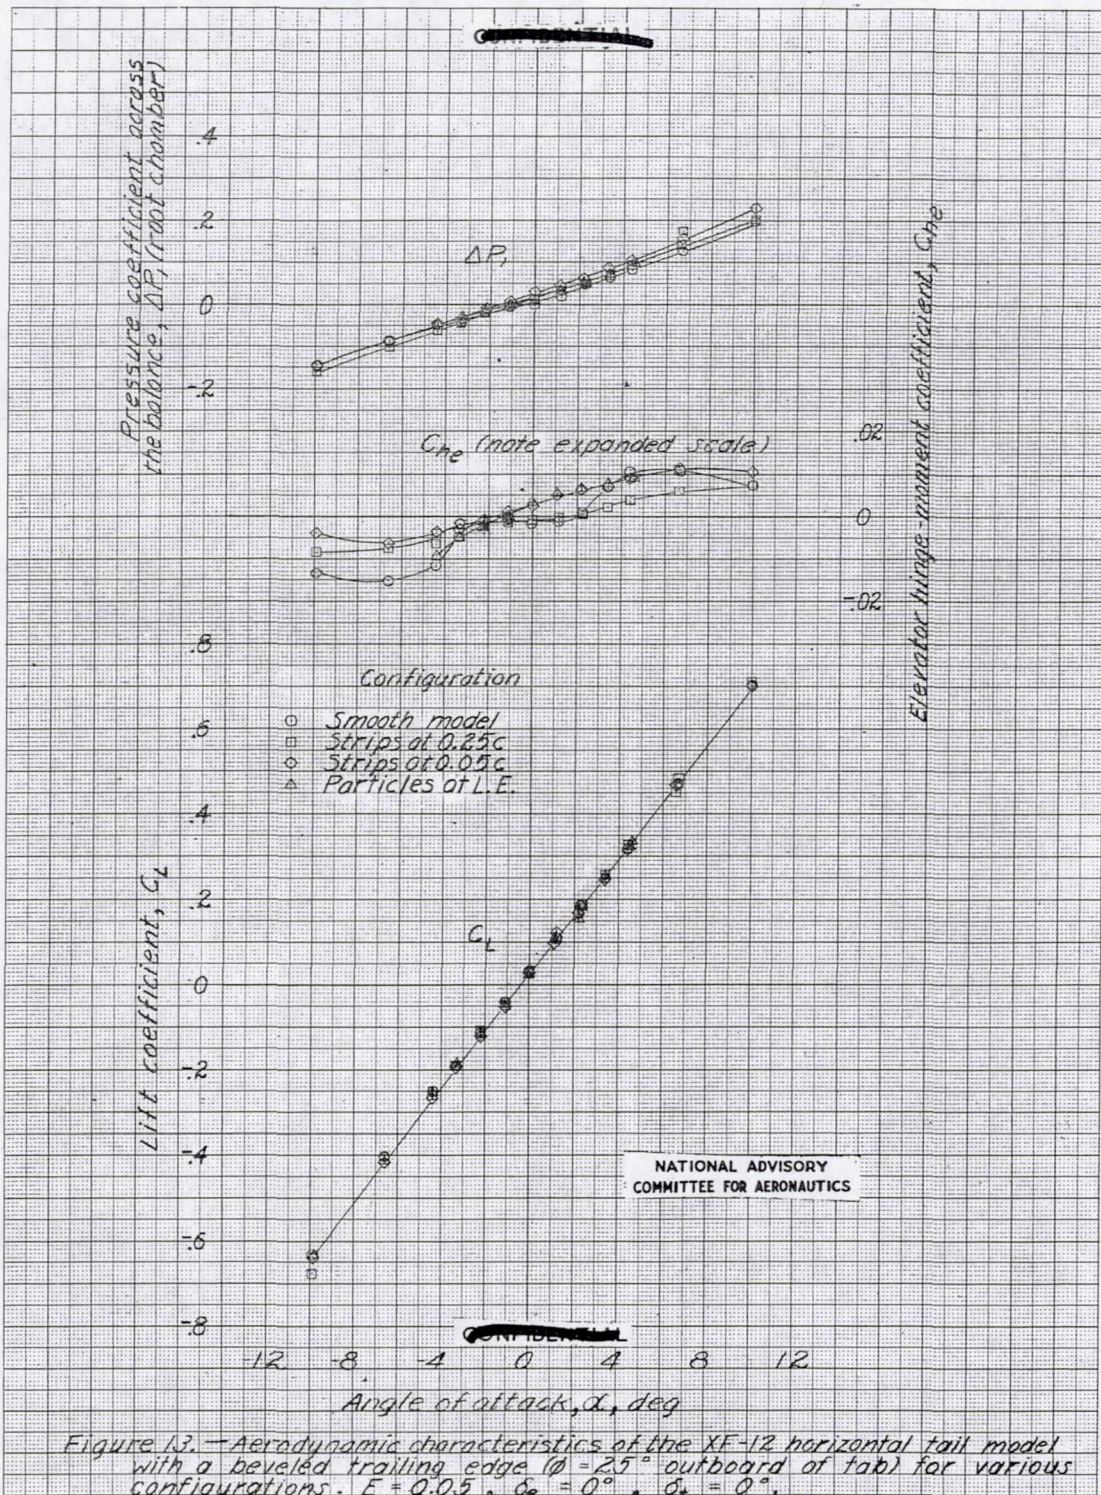 CONFIDENTIAL
Pressure coefficient across
the balance, ΔP, (root chamber)
.4
.2
0
-.2
ΔP,
Che (note expanded scale)
.02
0
-.02
Elevator hinge-moment coefficient, Che
Configuration
○ Smooth model
□ Strips at 0.25c
◇ Strips at 0.05c
△ Particles at L.E.
Lift coefficient, CL
.8
.6
.4
.2
0
-.2
-.4
-.6
-.8
CL
NATIONAL ADVISORY
COMMITTEE FOR AERONAUTICS
CONFIDENTIAL
-12 -8 -4 0 4 8 12
Angle of attack, α, deg
Figure 13. — Aerodynamic characteristics of the XF-12 horizontal tail model
with a beveled trailing edge (φ = 25° outboard of tab) for various
configurations. E = 0.05, δe = 0°, δt = 0°.